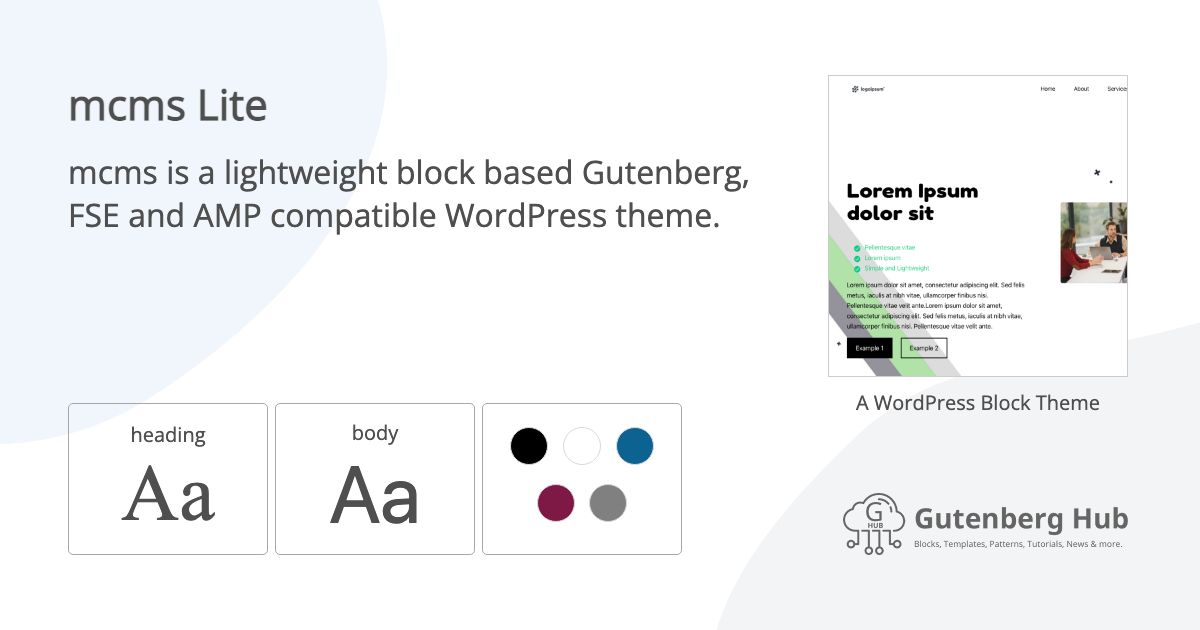 mcms Lite
mcms is a lightweight block based Gutenberg,
FSE and AMP compatible WordPress theme.
heading
Aa
body
Aa
logoipsum
Home About Service
Lorem Ipsum
dolor sit
Pellentesque vitae
Lorem ipsum
Simple and Lightweight
Lorem ipsum dolor sit amet, consectetur adipiscing elit. Sed felis
metus, iaculis at nibh vitae, ullamcorper finibus nisi.
Pellentesque vitae velit ante.Lorem ipsum dolor sit amet,
consectetur adipiscing elit. Sed felis metus, iaculis at nibh vitae,
ullamcorper finibus nisi. Pellentesque vitae velit ante.
Example 1 Example 2
A WordPress Block Theme
G
HUB
Gutenberg Hub
Blocks, Templates, Patterns, Tutorials, News & more.